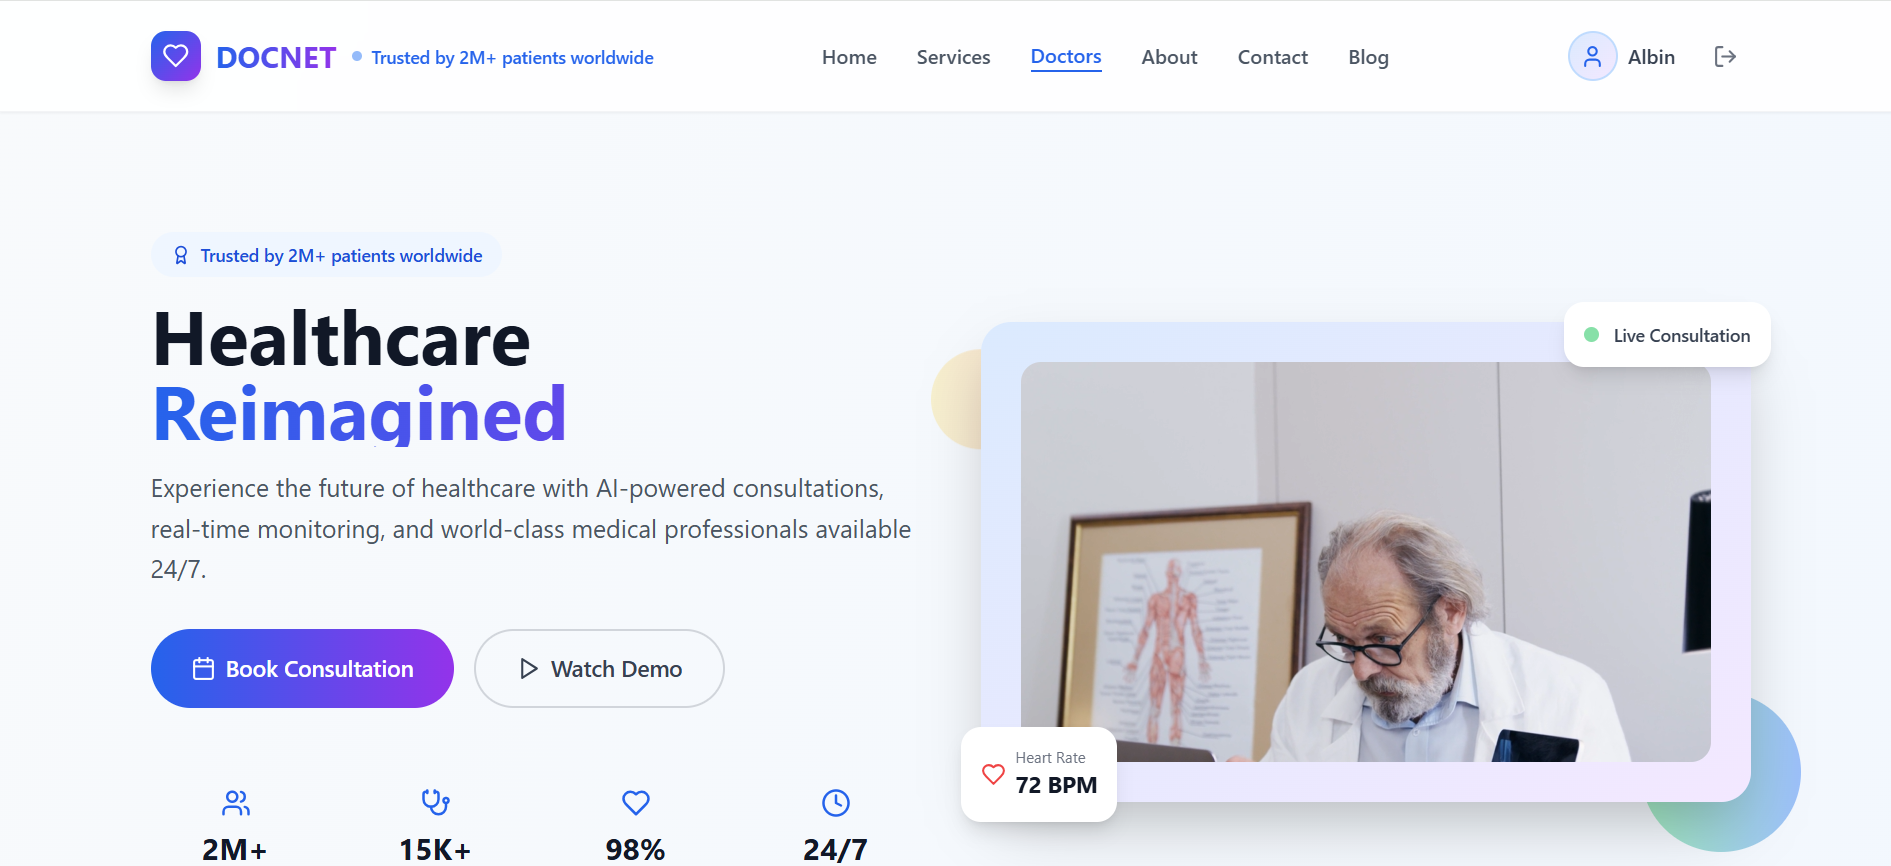 DOCNET
Trusted by 2M+ patients worldwide
Home
Services
Doctors
About
Contact
Blog
Albin
Trusted by 2M+ patients worldwide
Healthcare
Reimagined
Experience the future of healthcare with AI-powered consultations,
real-time monitoring, and world-class medical professionals available
24/7.
Book Consultation
Watch Demo
2M+
15K+
98%
24/7
Live Consultation
Heart Rate
72 BPM